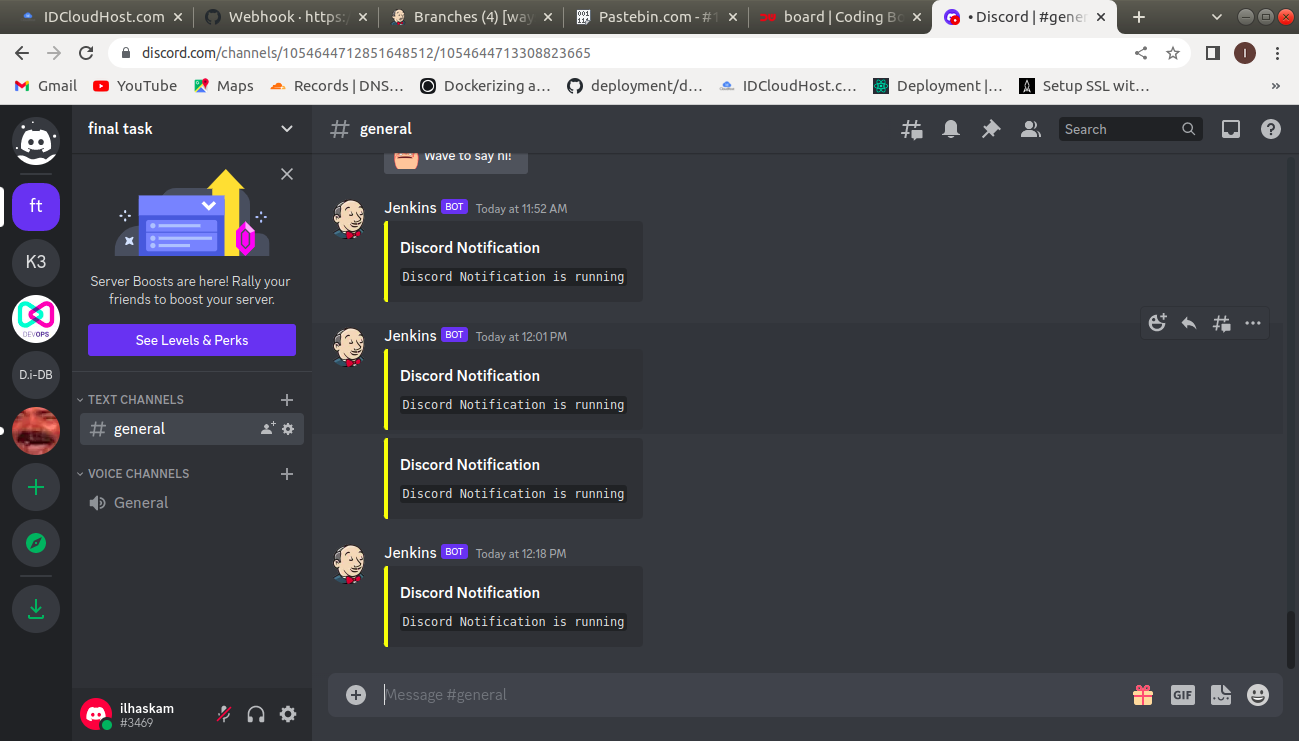 IDCloudHost.com
Webhook · https:/
Branches (4) [way
Pastebin.com - #1
board | Coding Bo
• Discord | #gener
discord.com/channels/1054644712851648512/1054644713308823665
I
Gmail
YouTube
Maps
Records | DNS…
Dockerizing a…
deployment/d…
IDCloudHost.c…
Deployment |…
Setup SSL wit…
»
final task
general
Search
ft
K3
DEVOPS
D.i-DB
Server Boosts are here! Rally your
friends to boost your server.
See Levels & Perks
TEXT CHANNELS
general
VOICE CHANNELS
General
Wave to say hi!
Jenkins BOT Today at 11:52 AM
Discord Notification
Discord Notification is running
Jenkins BOT Today at 12:01 PM
Discord Notification
Discord Notification is running
Discord Notification
Discord Notification is running
Jenkins BOT Today at 12:18 PM
Discord Notification
Discord Notification is running
Message #general
GIF
ilhaskam
#3469